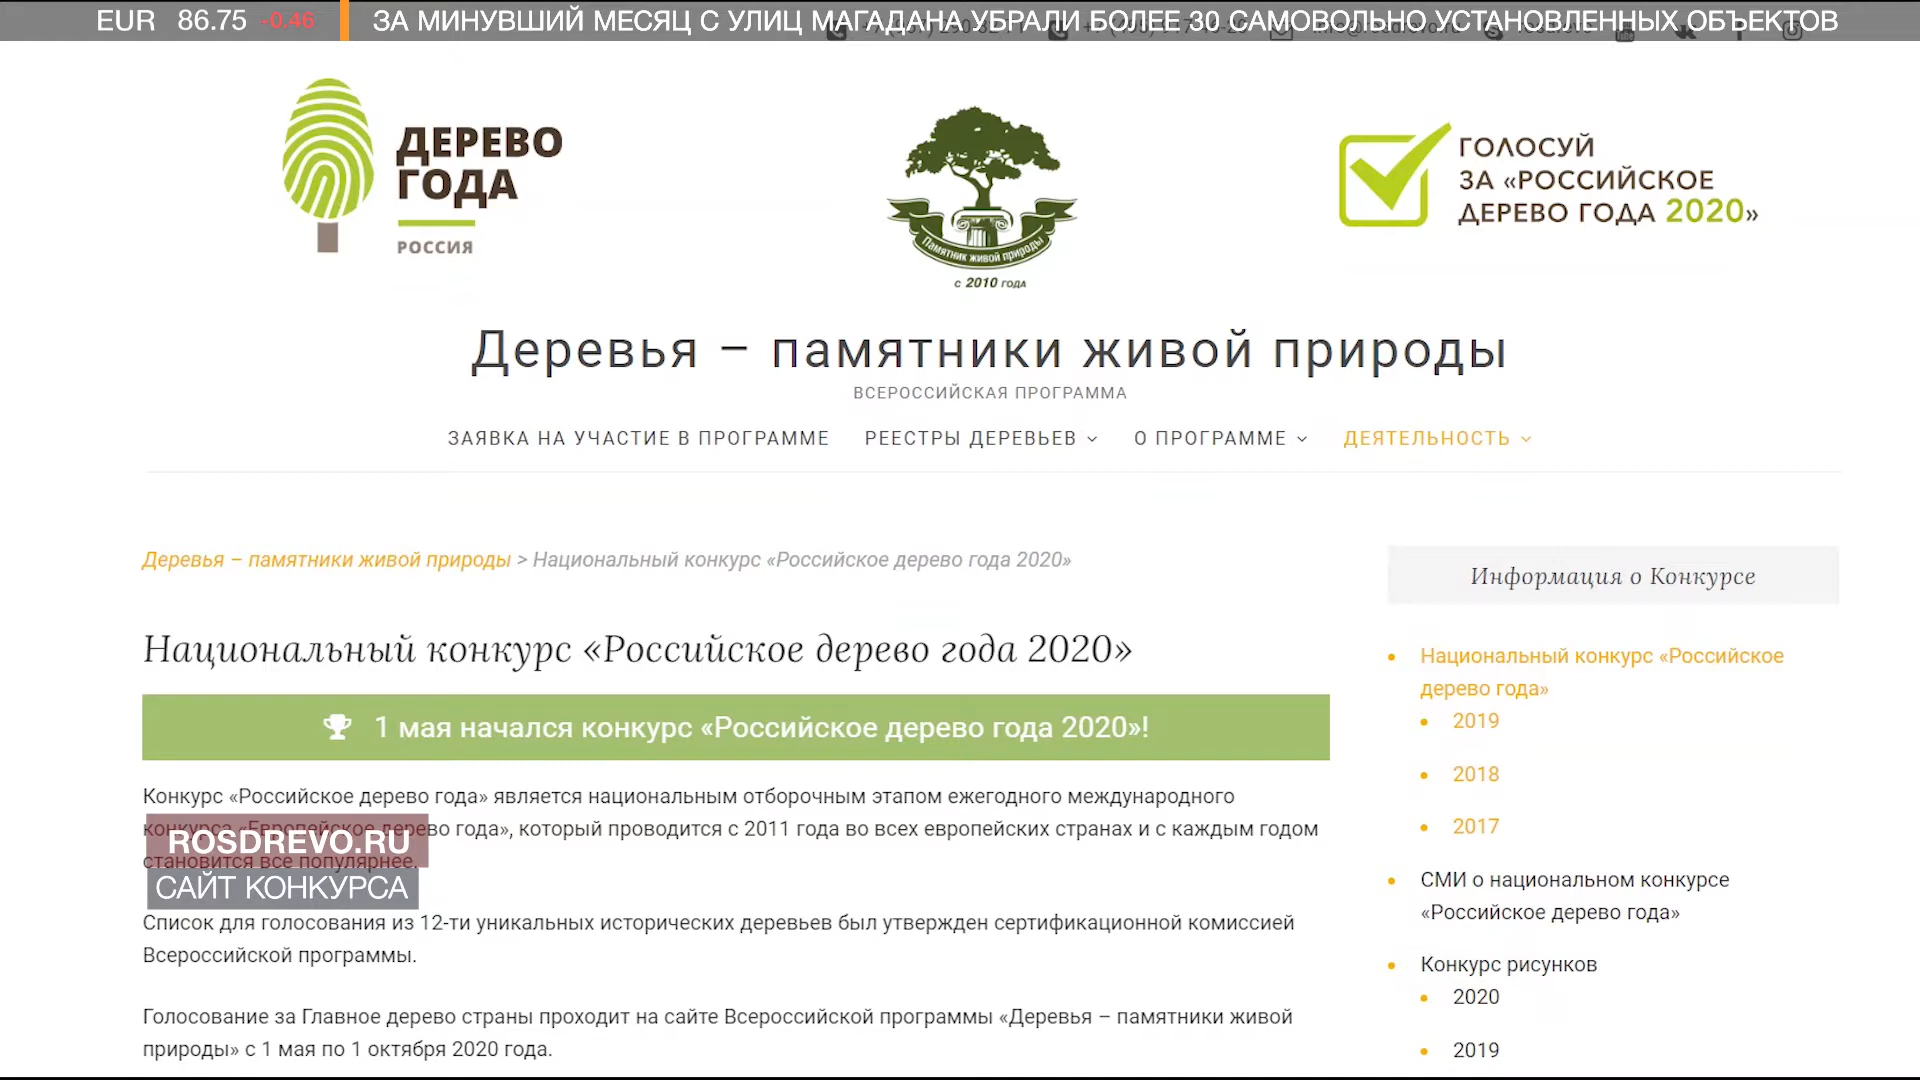 EUR 86.75 -0.46 ЗА МИНУВШИЙ МЕСЯЦ С УЛИЦ МАГАДАНА УБРАЛИ БОЛЕЕ 30 САМОВОЛЬНО УСТАНОВЛЕННЫХ ОБЪЕКТОВ
ДЕРЕВО
ГОДА
РОССИЯ
Памятник живой природы
с 2010 года
ГОЛОСУЙ
ЗА «РОССИЙСКОЕ
ДЕРЕВО ГОДА 2020»
Деревья – памятники живой природы
ВСЕРОССИЙСКАЯ ПРОГРАММА
ЗАЯВКА НА УЧАСТИЕ В ПРОГРАММЕ РЕЕСТРЫ ДЕРЕВЬЕВ О ПРОГРАММЕ ДЕЯТЕЛЬНОСТЬ
Деревья – памятники живой природы > Национальный конкурс «Российское дерево года 2020»
Национальный конкурс «Российское дерево года 2020»
1 мая начался конкурс «Российское дерево года 2020»!
Конкурс «Российское дерево года» является национальным отборочным этапом ежегодного международного
конкурса «Европейское дерево года», который проводится с 2011 года во всех европейских странах и с каждым годом
становится все популярнее.
ROSDREVO.RU
САЙТ КОНКУРСА
Список для голосования из 12-ти уникальных исторических деревьев был утвержден сертификационной комиссией
Всероссийской программы.
Голосование за Главное дерево страны проходит на сайте Всероссийской программы «Деревья – памятники живой
природы» с 1 мая по 1 октября 2020 года.
Информация о Конкурсе
Национальный конкурс «Российское
дерево года»
2019
2018
2017
СМИ о национальном конкурсе
«Российское дерево года»
Конкурс рисунков
2020
2019